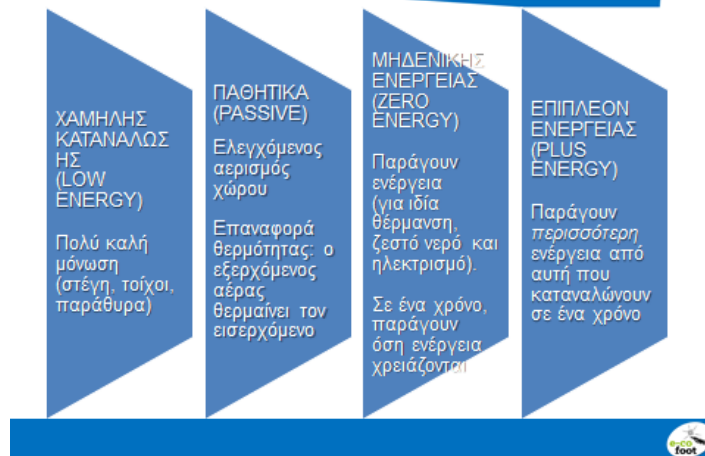 ΧΑΜΗΛΗΣ
ΚΑΤΑΝΑΛΩΣ
ΗΣ
(LOW
ENERGY)
Πολύ καλή
μόνωση
(στέγη, τοίχοι,
παράθυρα)
ΠΑΘΗΤΙΚΑ
(PASSIVE)
Ελεγχόμενος
αερισμός
χώρου
Επαναφορά
θερμότητας: ο
εξερχόμενος
αέρας
θερμαίνει τον
εισερχόμενο
ΜΗΔΕΝΙΚΗΣ
ΕΝΕΡΓΕΙΑΣ
(ZERO
ENERGY)
Παράγουν
ενέργεια
(για ιδία
θέρμανση,
ζεστό νερό και
ηλεκτρισμό).
Σε ένα χρόνο,
παράγουν
όση ενέργεια
χρειάζονται
ΕΠΙΠΛΕΟΝ
ΕΝΕΡΓΕΙΑΣ
(PLUS
ENERGY)
Παράγουν
περισσότερη
ενέργεια από
αυτή που
καταναλώνουν
σε ένα χρόνο
e-co
foot